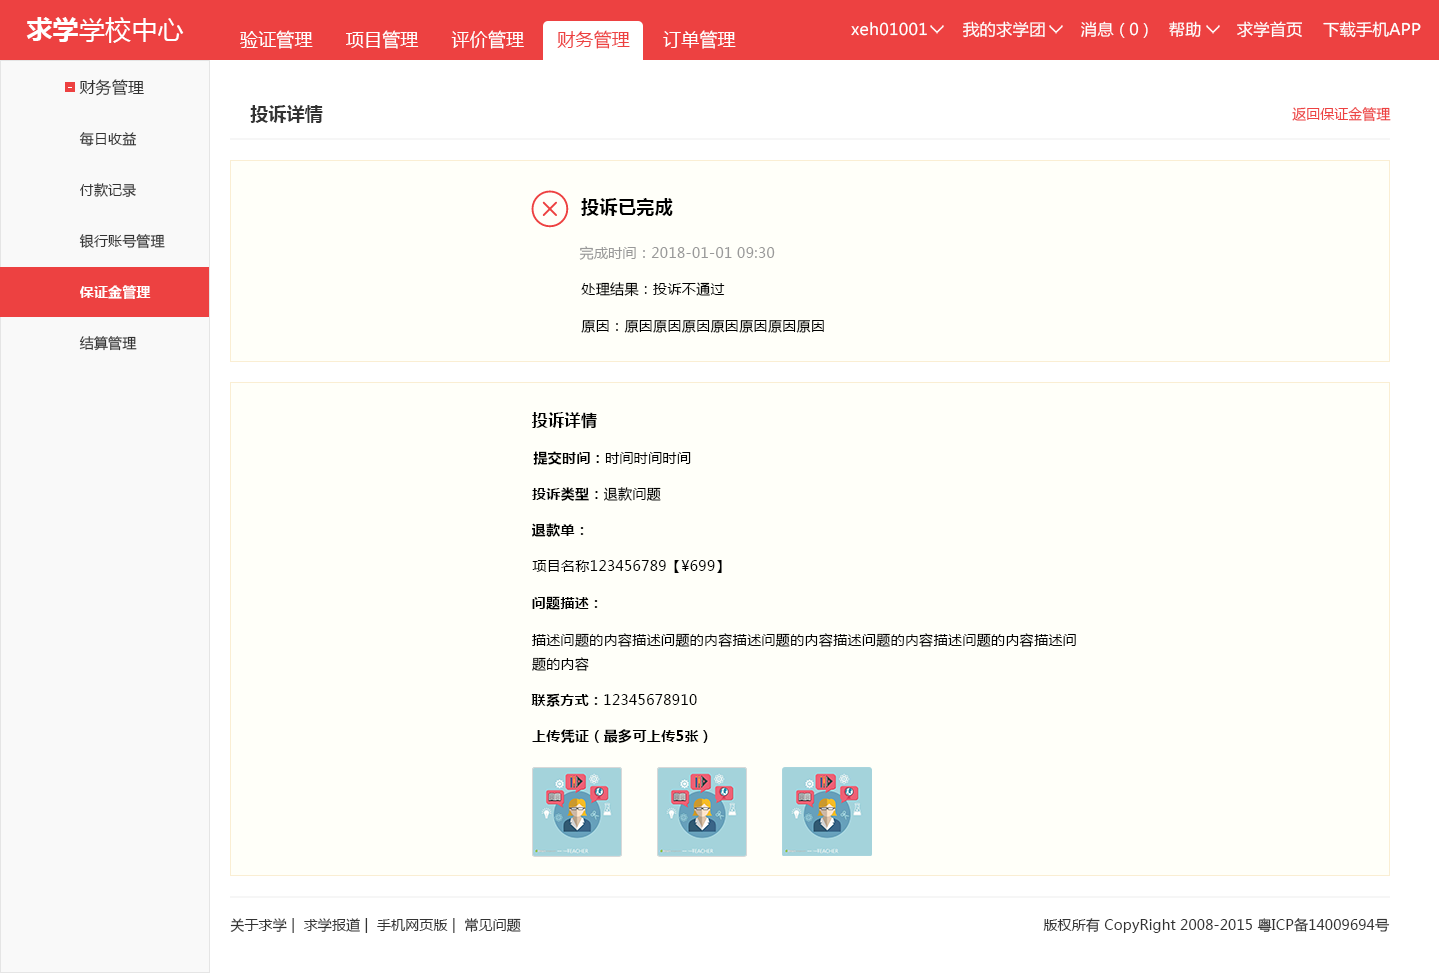 求学学校中心
验证管理 项目管理 评价管理 财务管理 订单管理
xeh01001 我的求学团 消息（0） 帮助 求学首页 下载手机APP
财务管理
每日收益
付款记录
银行账号管理
保证金管理
结算管理
投诉详情
返回保证金管理
投诉已完成
完成时间：2018-01-01 09:30
处理结果：投诉不通过
原因：原因原因原因原因原因原因原因
投诉详情
提交时间：时间时间时间
投诉类型：退款问题
退款单：
项目名称123456789【¥699】
问题描述：
描述问题的内容描述问题的内容描述问题的内容描述问题的内容描述问题的内容描述问
题的内容
联系方式：12345678910
上传凭证（最多可上传5张）
关于求学| 求学报道| 手机网页版| 常见问题
版权所有 CopyRight 2008-2015 粤ICP备14009694号